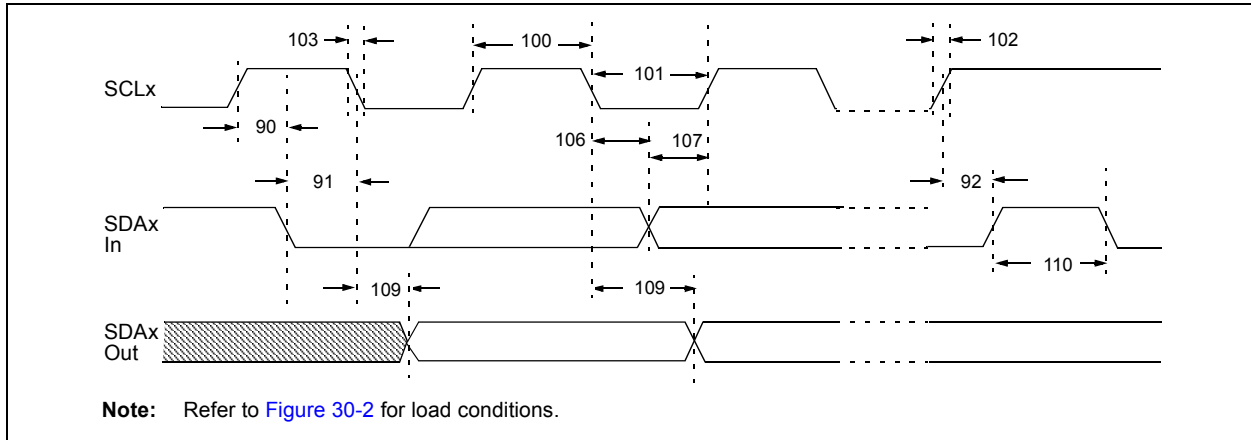 103
100
102
SCLx
101
90
106
107
91
92
SDAx
In
109
109
110
SDAx
Out
Note: Refer to Figure 30-2 for load conditions.